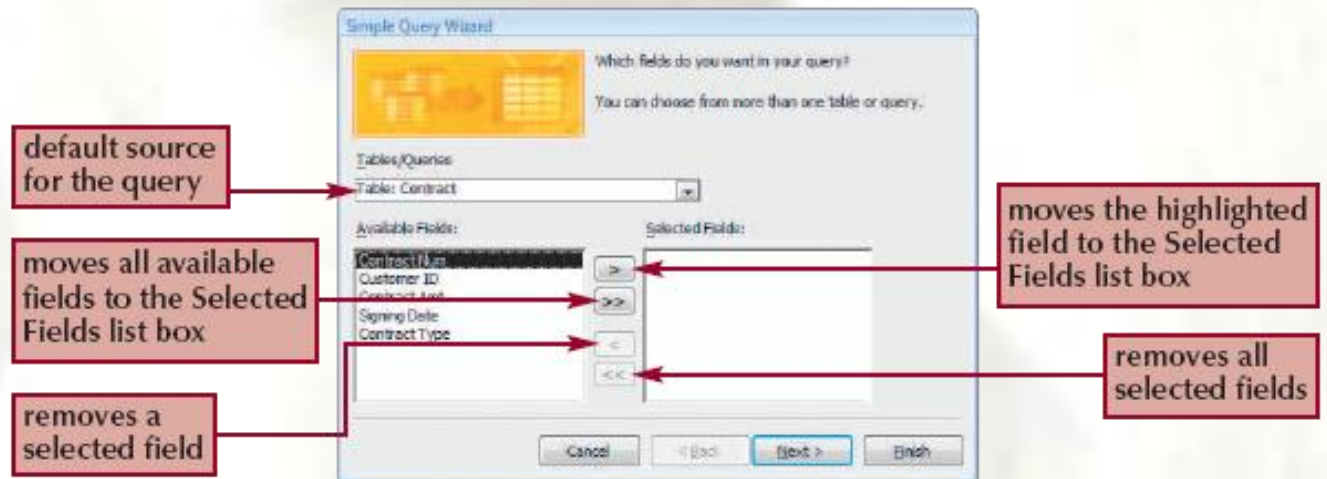 Simple Query Wizard
Which fields do you want in your query?
You can choose from more than one table or query.
default source
for the query
Tables/Queries
Table: Contract
Available Fields:
Selected Fields:
moves the highlighted
field to the Selected
Fields list box
moves all available
fields to the Selected
Fields list box
Contract Num
Customer ID
Contract Amt
Signing Date
Contract Type
>
>>
<
<<
removes all
selected fields
removes a
selected field
Cancel
< Back
Next >
Finish